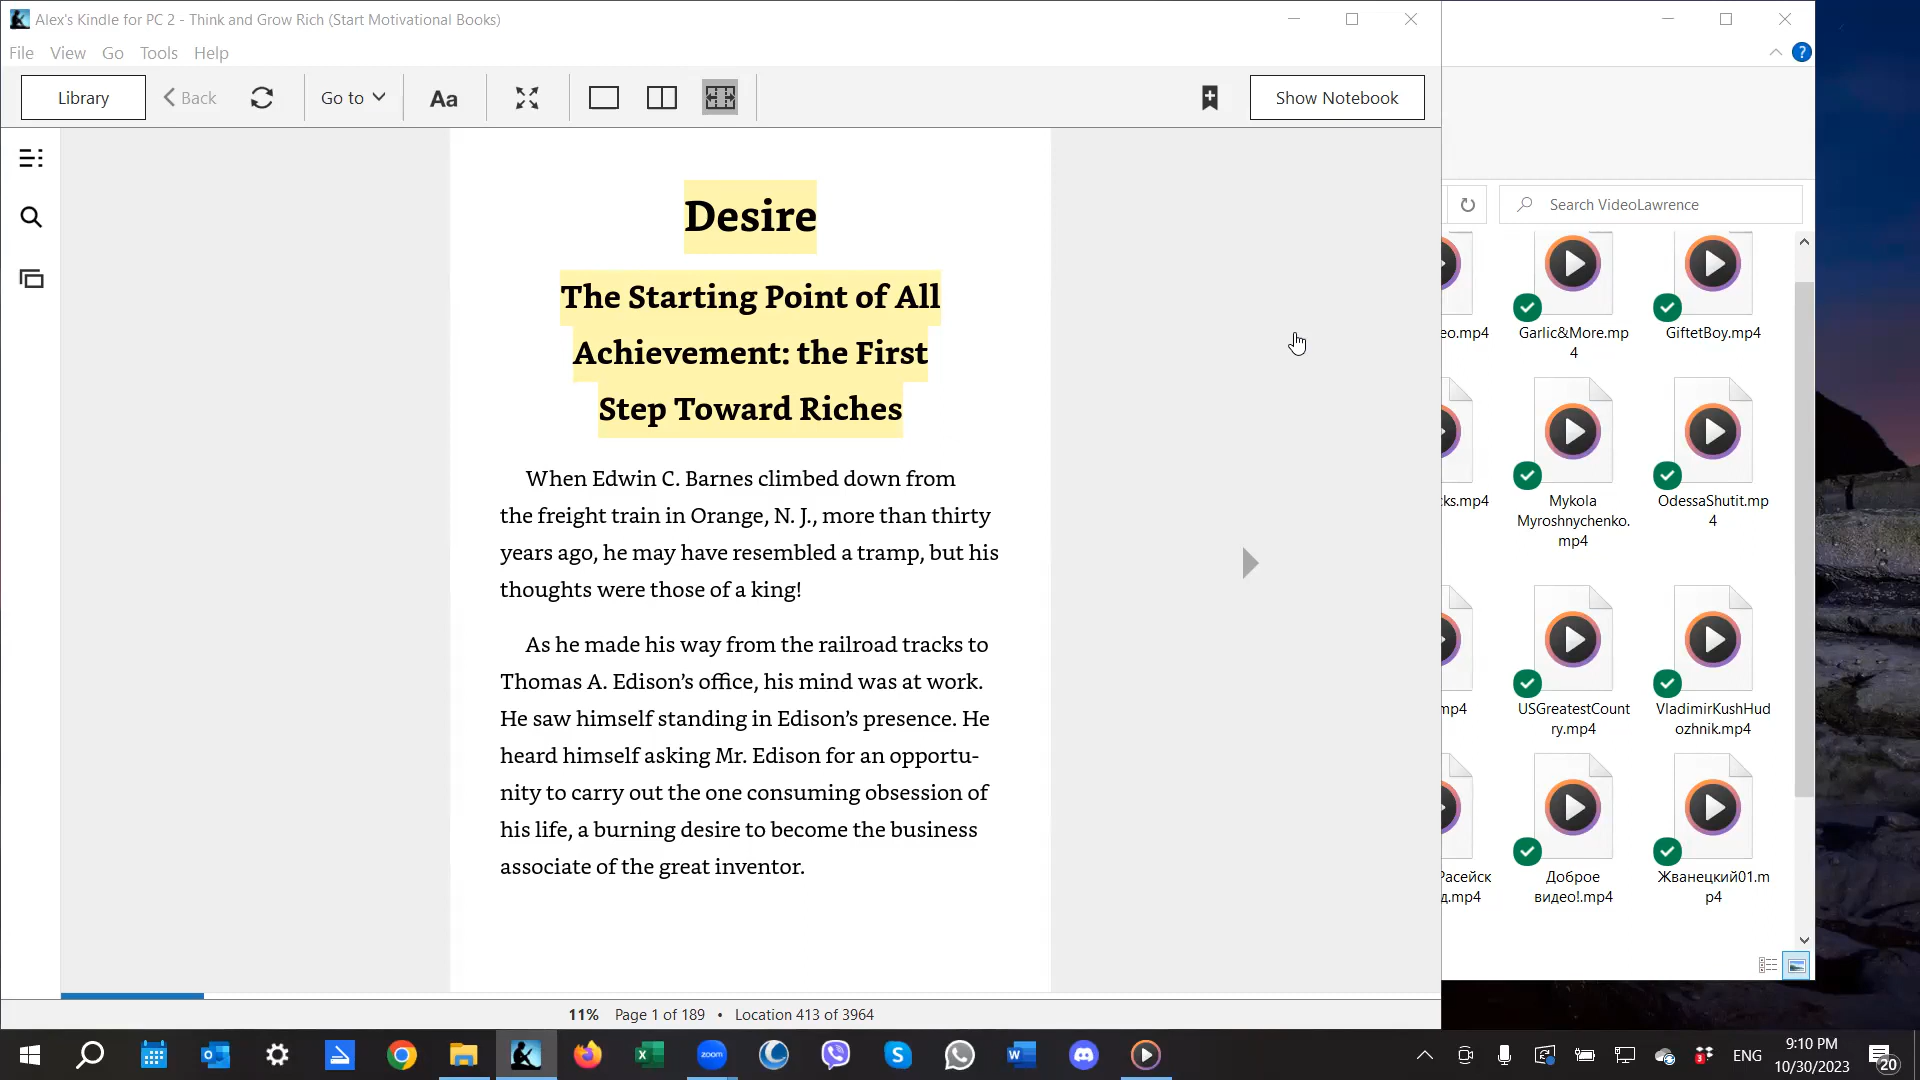 Alex's Kindle for PC 2 - Think and Grow Rich (Start Motivational Books)
File View Go Tools Help
Library Back Go to Aa Show Notebook
Desire
The Starting Point of All
Achievement: the First
Step Toward Riches
When Edwin C. Barnes climbed down from
the freight train in Orange, N. J., more than thirty
years ago, he may have resembled a tramp, but his
thoughts were those of a king!
As he made his way from the railroad tracks to
Thomas A. Edison's office, his mind was at work.
He saw himself standing in Edison's presence. He
heard himself asking Mr. Edison for an opportu-
nity to carry out the one consuming obsession of
his life, a burning desire to become the business
associate of the great inventor.
11% Page 1 of 189 • Location 413 of 3964
?
Search VideoLawrence
eo.mp4
Garlic&More.mp
4
GiftetBoy.mp4
ks.mp4
Mykola
Myroshnychenko.
mp4
OdessaShutit.mp
4
mp4
USGreatestCount
ry.mp4
VladimirKushHud
ozhnik.mp4
Расейск
д.mp4
Доброе
видео!.mp4
Жванецкий01.m
p4
zoom
3
ENG
9:10 PM
10/30/2023
20